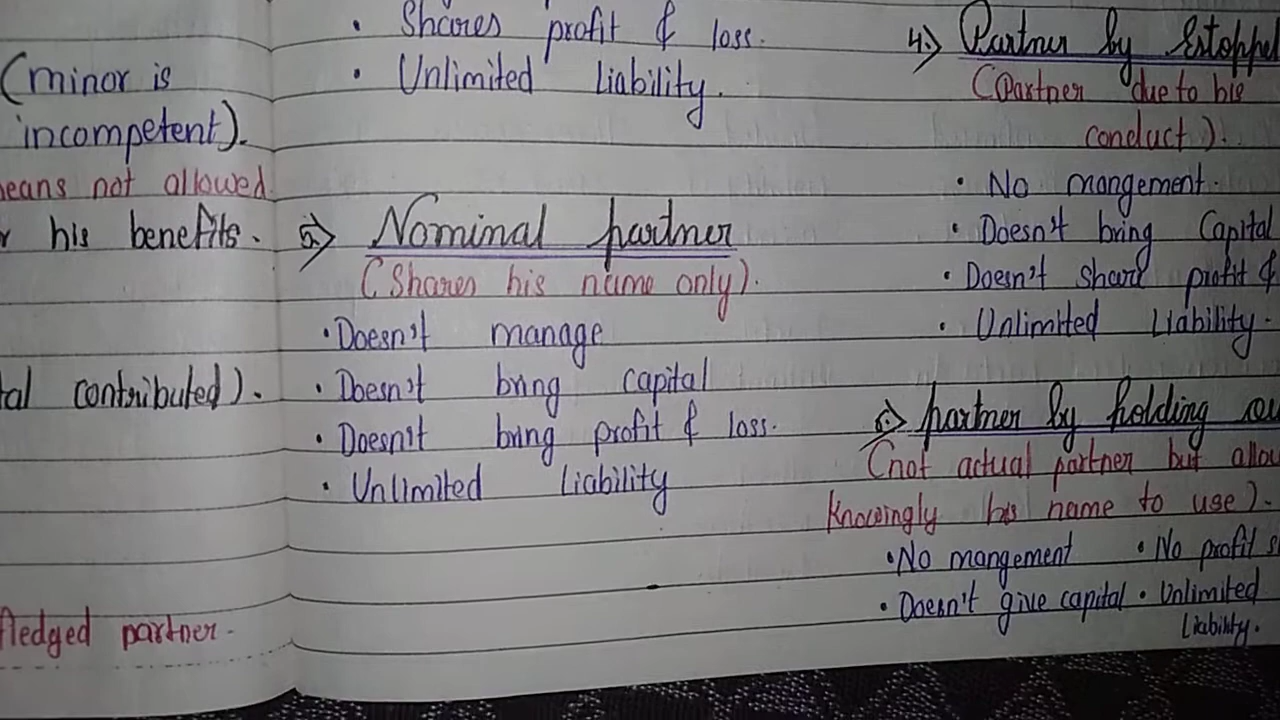 (minor is
incompetent).
not allowed
his benefits.
contributed).
partner.
• Shares profit & loss.
• Unlimited Liability.
5) Nominal partner
(Shares his name only).
• Doesn't manage
• Doesn't bring capital
• Doesn't bring profit & loss.
• Unlimited Liability
4) Partner by Estoppel
(Partner due to his
conduct).
• No mangement.
• Doesn't bring Capital
• Doesn't share profit &
• Unlimited Liability.
6) partner by holding
(not actual partner but
knowingly his name to use).
• No mangement • No profit
• Doesn't give capital • Unlimited
Liability.